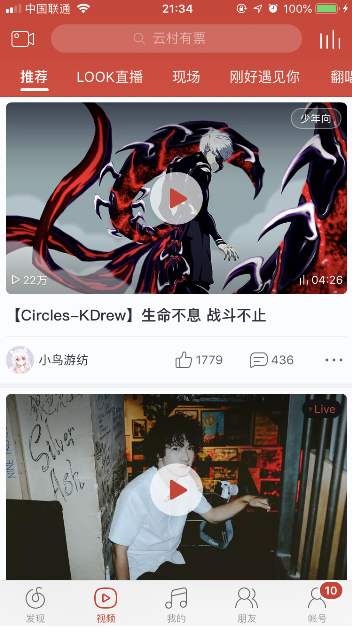 中国联通 21:34 100%
云村有票
推荐 LOOK直播 现场 刚好遇见你 翻唱
少年向
22万 04:26
【Circles-KDrew】生命不息 战斗不止
小鸟游纺 1779 436
Live
Silver
Ash
发现 视频 我的 朋友 帐号
10